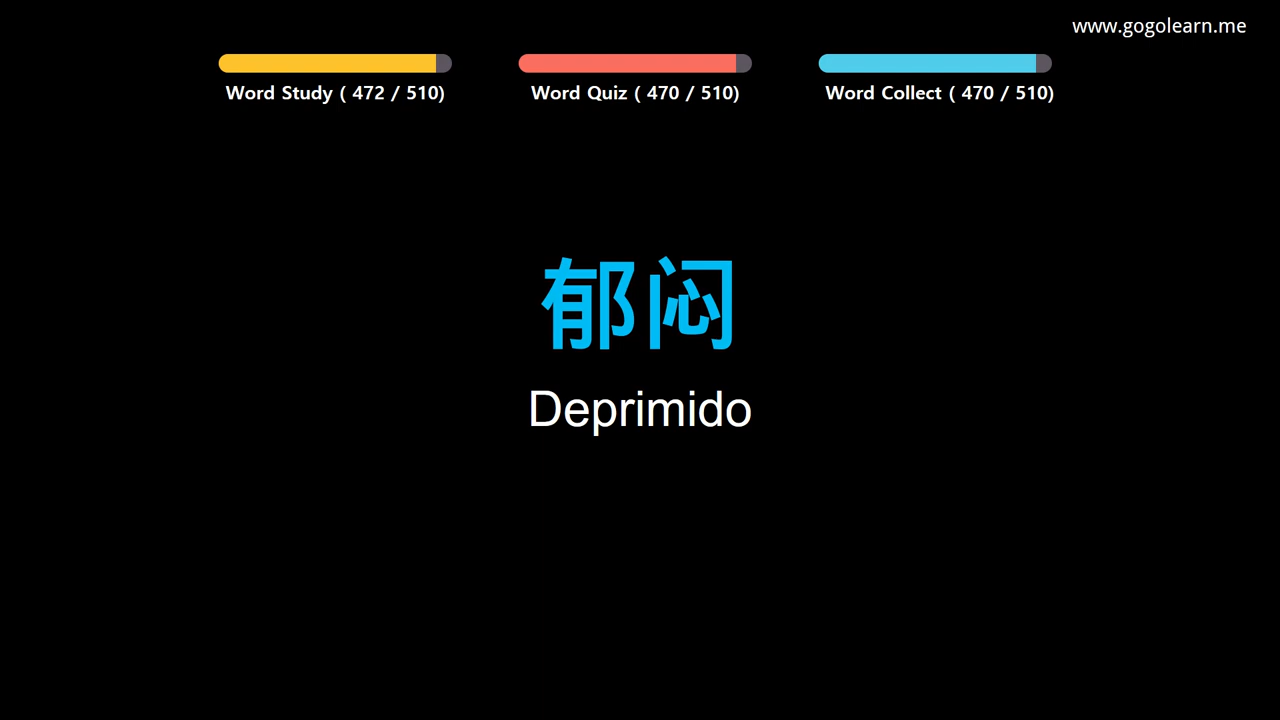 www.gogolearn.me
Word Study ( 472 / 510)
Word Quiz ( 470 / 510)
Word Collect ( 470 / 510)
郁闷
Deprimido